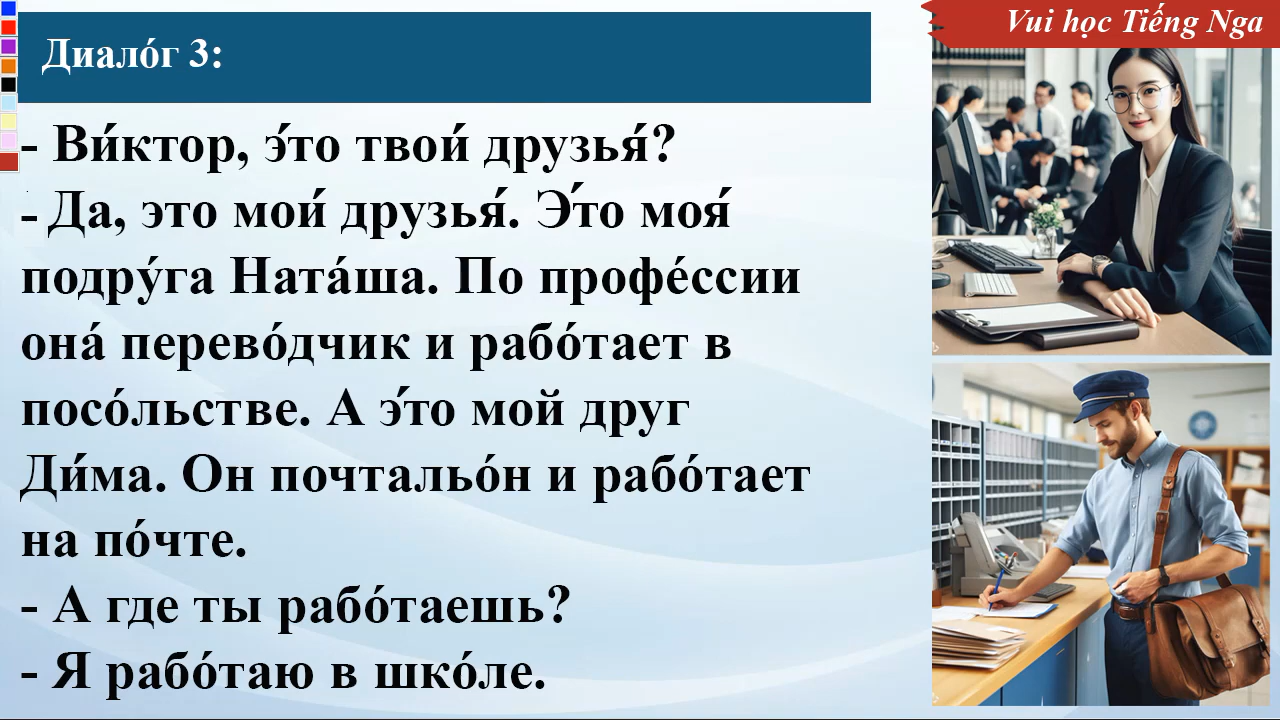 Диало́г 3:
Vui học Tiếng Nga
- Ви́ктор, э́то твои́ друзья́?
- Да, это мои́ друзья́. Э́то моя́
подру́га Ната́ша. По профе́ссии
она́ перево́дчик и рабо́тает в
посо́льстве. А э́то мой друг
Ди́ма. Он почтальо́н и рабо́тает
на по́чте.
- А где ты рабо́таешь?
- Я рабо́таю в шко́ле.